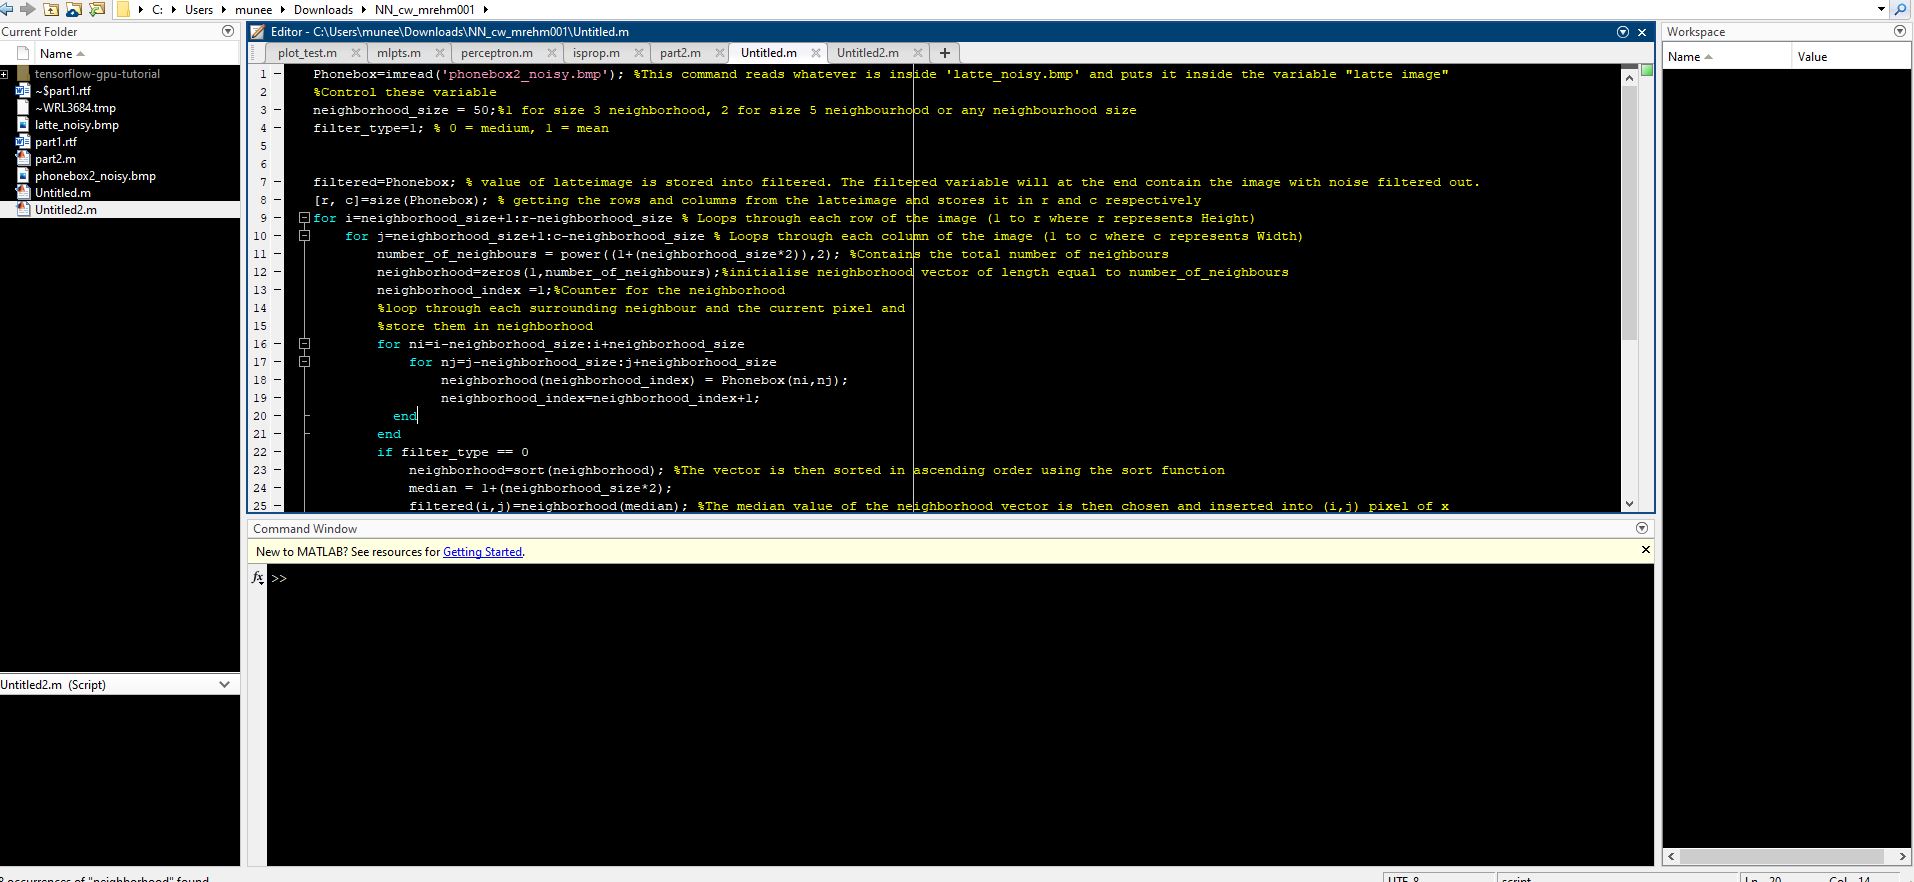 C: Users munee Downloads NN_cw_mrehm001
Current Folder
Name
tensorflow-gpu-tutorial
~$part1.rtf
~WRL3684.tmp
latte_noisy.bmp
part1.rtf
part2.m
phonebox2_noisy.bmp
Untitled.m
Untitled2.m
Untitled2.m (Script)
Editor - C:\Users\munee\Downloads\NN_cw_mrehm001\Untitled.m
plot_test.m mlpts.m perceptron.m isprop.m part2.m Untitled.m Untitled2.m +
1 Phonebox=imread('phonebox2_noisy.bmp'); %This command reads whatever is inside 'latte_noisy.bmp' and puts it inside the variable "latte image"
2 %Control these variable
3 neighborhood_size = 50;%1 for size 3 neighborhood, 2 for size 5 neighbourhood or any neighbourhood size
4 filter_type=1; % 0 = medium, 1 = mean
5
6
7 filtered=Phonebox; % value of latteimage is stored into filtered. The filtered variable will at the end contain the image with noise filtered out.
8 [r, c]=size(Phonebox); % getting the rows and columns from the latteimage and stores it in r and c respectively
9 for i=neighborhood_size+1:r-neighborhood_size % Loops through each row of the image (1 to r where r represents Height)
10 for j=neighborhood_size+1:c-neighborhood_size % Loops through each column of the image (1 to c where c represents Width)
11 number_of_neighbours = power((1+(neighborhood_size*2)),2); %Contains the total number of neighbours
12 neighborhood=zeros(1,number_of_neighbours);%initialise neighborhood vector of length equal to number_of_neighbours
13 neighborhood_index =1;%Counter for the neighborhood
14 %loop through each surrounding neighbour and the current pixel and
15 %store them in neighborhood
16 for ni=i-neighborhood_size:i+neighborhood_size
17 for nj=j-neighborhood_size:j+neighborhood_size
18 neighborhood(neighborhood_index) = Phonebox(ni,nj);
19 neighborhood_index=neighborhood_index+1;
20 end
21 end
22 if filter_type == 0
23 neighborhood=sort(neighborhood); %The vector is then sorted in ascending order using the sort function
24 median = 1+(neighborhood_size*2);
25 filtered(i,j)=neighborhood(median); %The median value of the neighborhood vector is then chosen and inserted into (i,j) pixel of x
Command Window
New to MATLAB? See resources for Getting Started.
fx >>
Workspace
Name Value
8 occurrences of "neighborhood" found
UTF-8 script Ln 20 Col 14